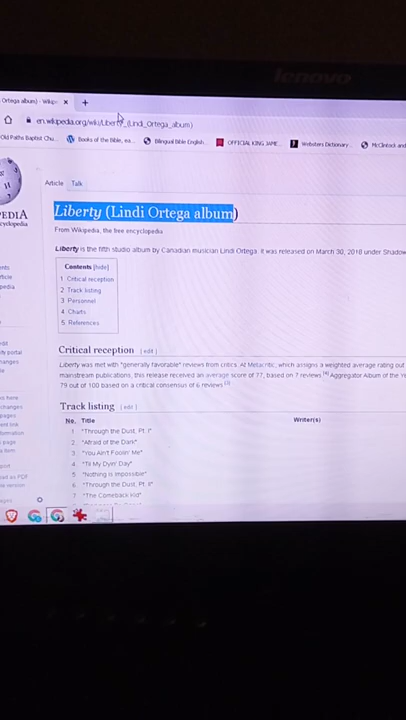 lenovo
Ortega album) - Wikip
en.wikipedia.org/wiki/Liberty_(Lindi_Ortega_album)
Old Paths Baptist Chu...
Books of the Bible, ea...
Bilingual Bible English...
OFFICIAL KING JAME...
Websters Dictionary...
McClintock and
Article Talk
PEDIA
cyclopedia
Liberty (Lindi Ortega album)
From Wikipedia, the free encyclopedia
Liberty is the fifth studio album by Canadian musician Lindi Ortega. It was released on March 30, 2018 under Shadow
Contents [hide]
1 Critical reception
2 Track listing
3 Personnel
4 Charts
5 References
Critical reception [edit]
Liberty was met with "generally favorable" reviews from critics. At Metacritic, which assigns a weighted average rating out
mainstream publications, this release received an average score of 77, based on 7 reviews. Aggregator Album of the Ye
79 out of 100 based on a critical consensus of 6 reviews.
Track listing [edit]
No. Title Writer(s)
1. "Through the Dust, Pt. I"
2. "Afraid of the Dark"
3. "You Ain't Foolin' Me"
4. "Til My Dyin' Day"
5. "Nothing Is Impossible"
6. "Through the Dust, Pt. II"
7. "The Comeback Kid"